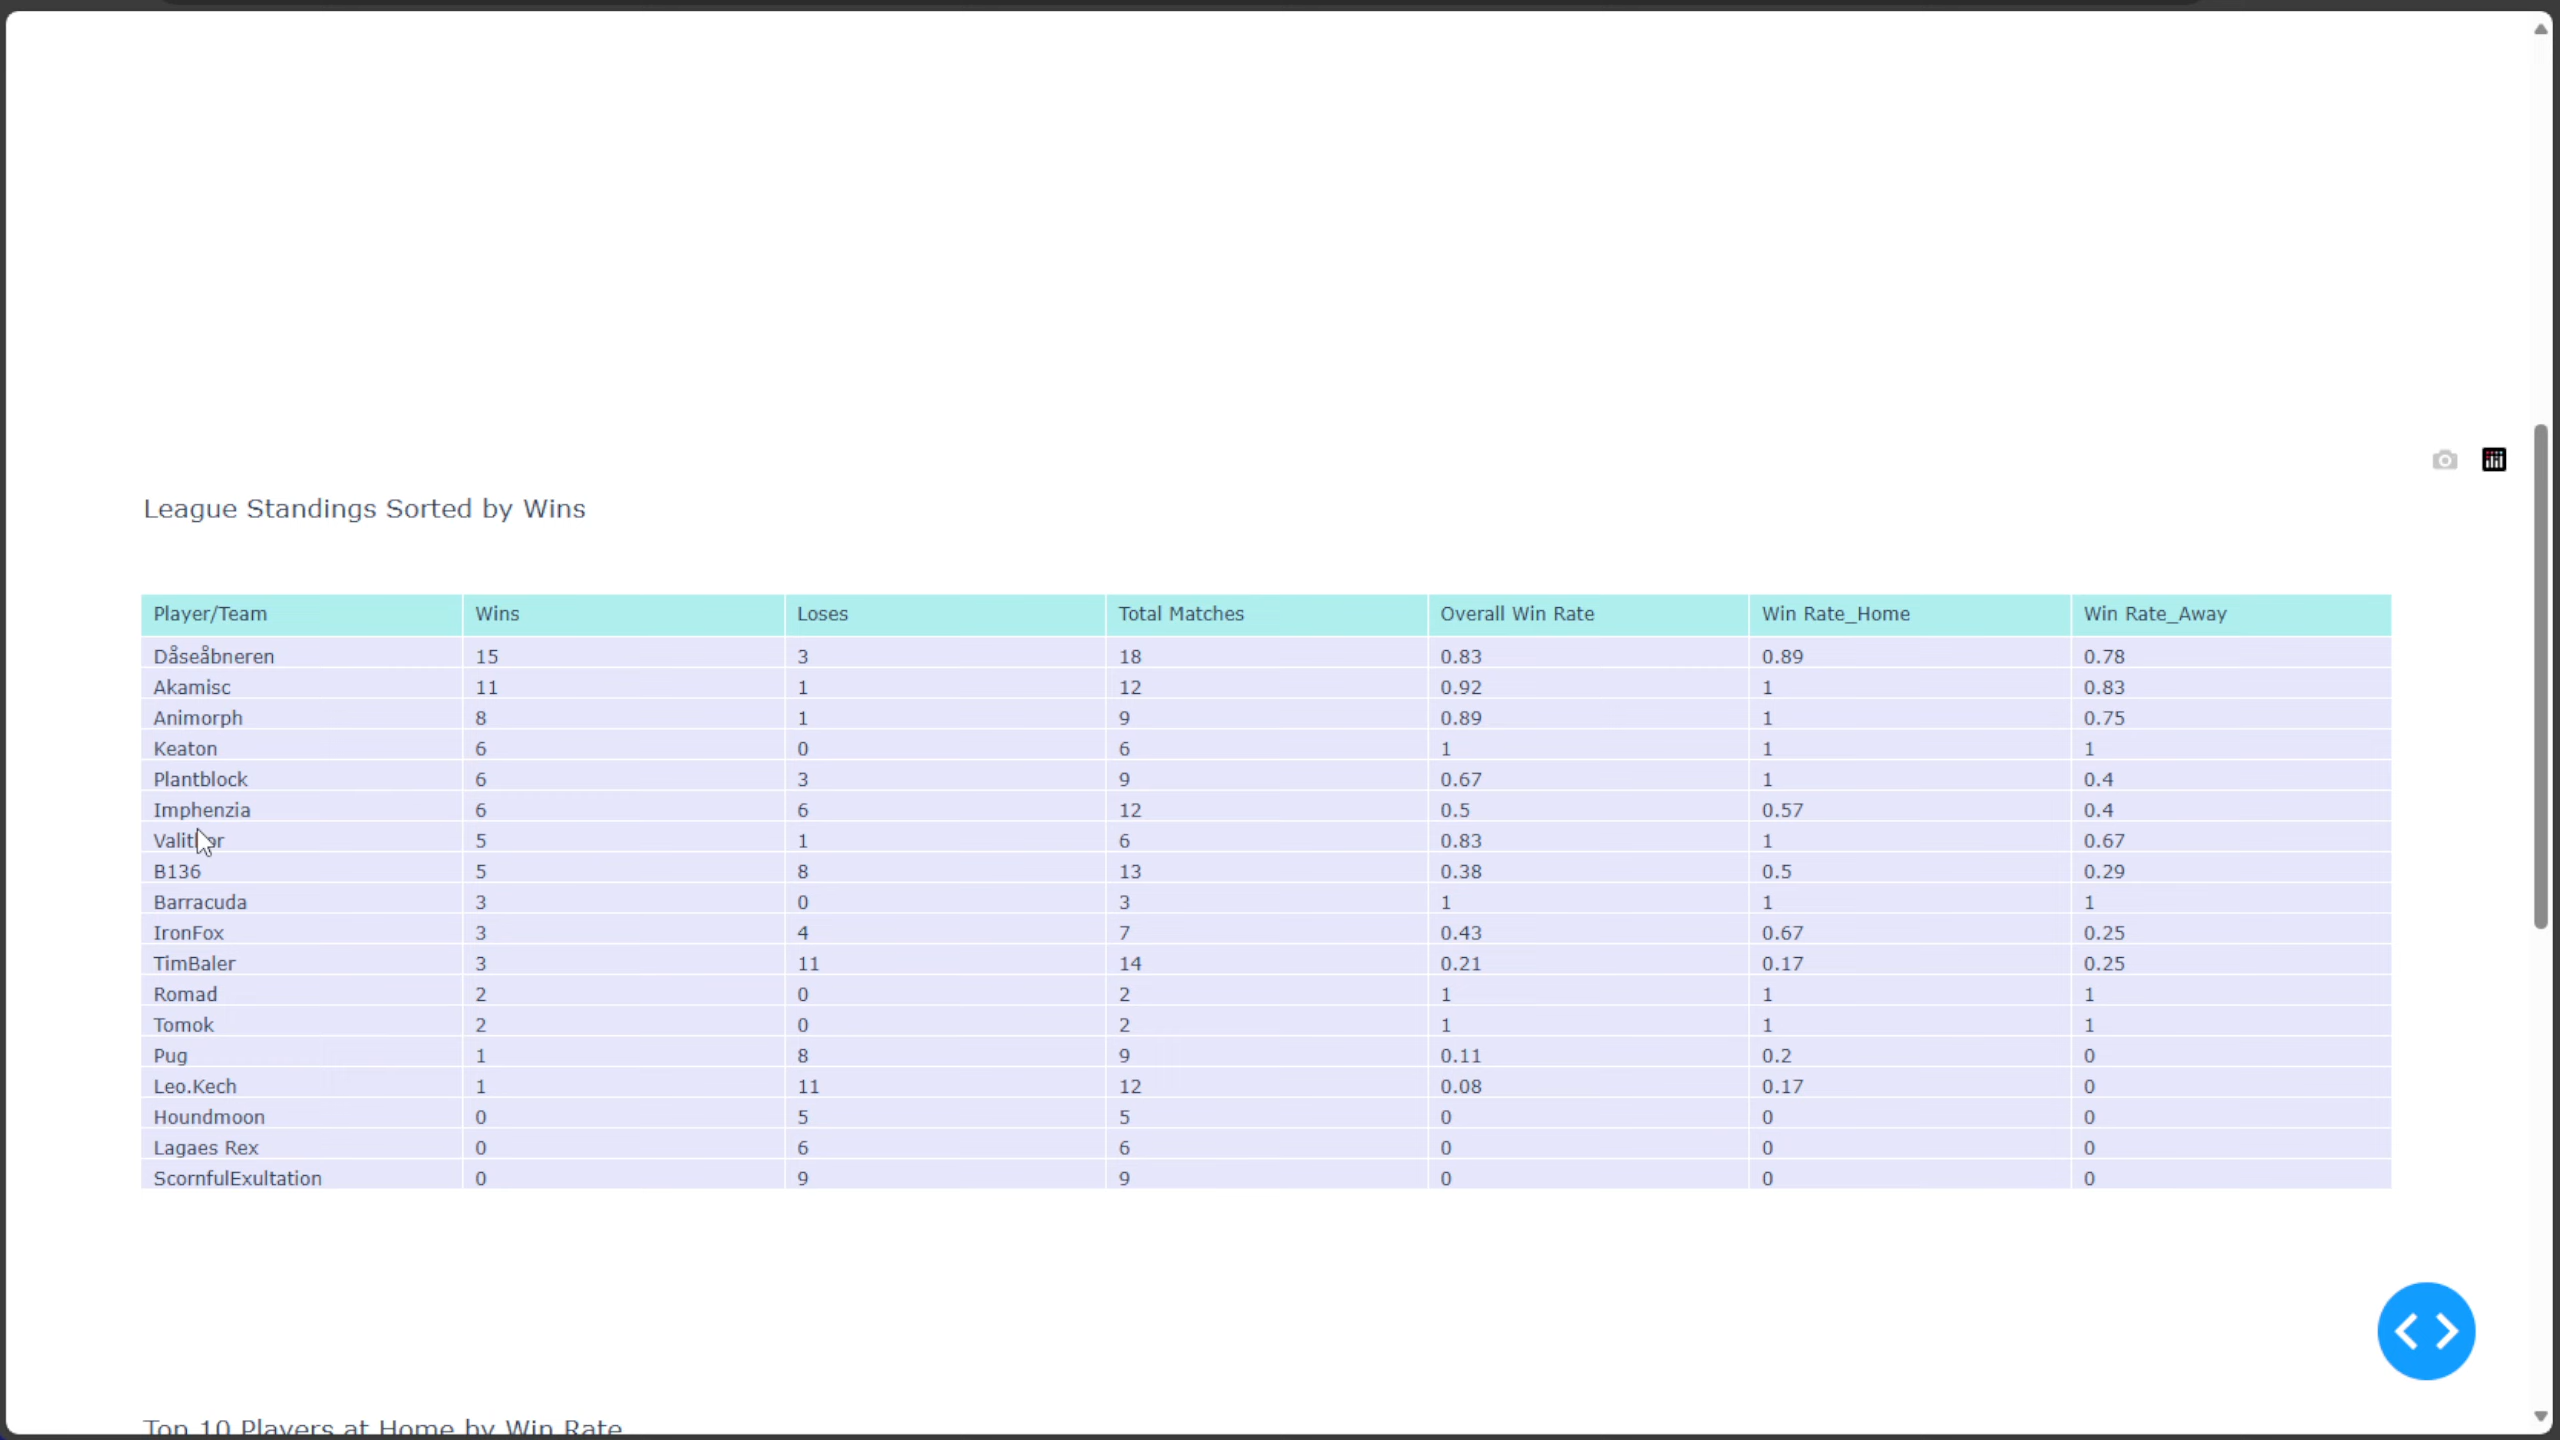 League Standings Sorted by Wins
Player/Team Wins Loses Total Matches Overall Win Rate Win Rate_Home Win Rate_Away
Dåseåbneren 15 3 18 0.83 0.89 0.78
Akamisc 11 1 12 0.92 1 0.83
Animorph 8 1 9 0.89 1 0.75
Keaton 6 0 6 1 1 1
Plantblock 6 3 9 0.67 1 0.4
Imphenzia 6 6 12 0.5 0.57 0.4
5 1 6 0.83 1 0.67
B136 5 8 13 0.38 0.5 0.29
Barracuda 3 0 3 1 1 1
IronFox 3 4 7 0.43 0.67 0.25
TimBaler 3 11 14 0.21 0.17 0.25
Romad 2 0 2 1 1 1
Tomok 2 0 2 1 1 1
Pug 1 8 9 0.11 0.2 0
Leo.Kech 1 11 12 0.08 0.17 0
Houndmoon 0 5 5 0 0 0
Lagaes Rex 0 6 6 0 0 0
ScornfulExultation 0 9 9 0 0 0
Top 10 Players at Home by Win Rate